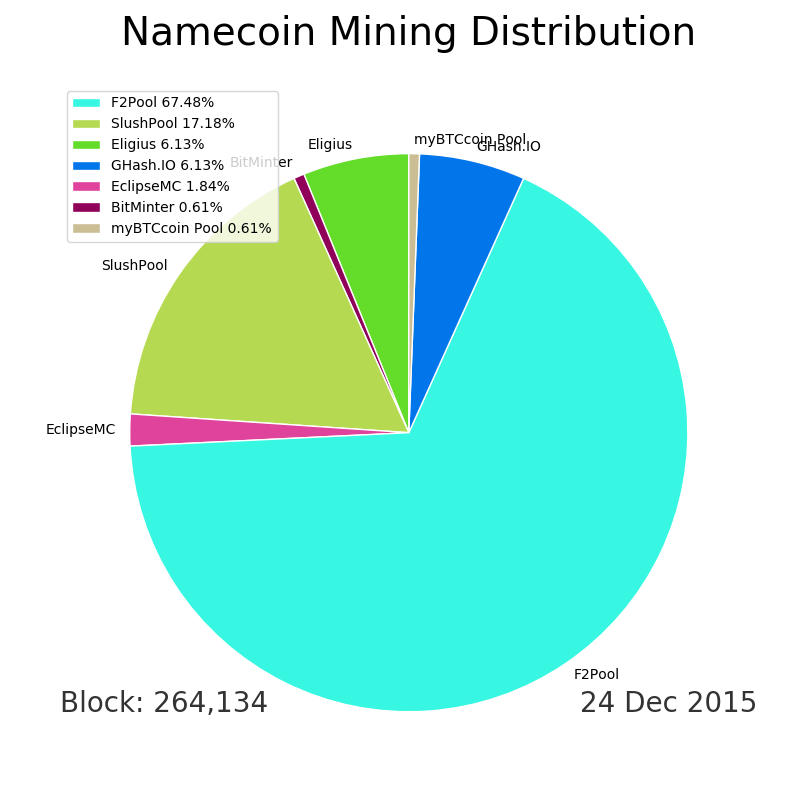 Namecoin Mining Distribution
F2Pool 67.48%
SlushPool 17.18%
Eligius 6.13%
GHash.IO 6.13%
EclipseMC 1.84%
BitMinter 0.61%
myBTCcoin Pool 0.61%
myBTCcoin Pool
GHash.IO
Eligius
BitMinter
SlushPool
EclipseMC
F2Pool
Block: 264,134
24 Dec 2015